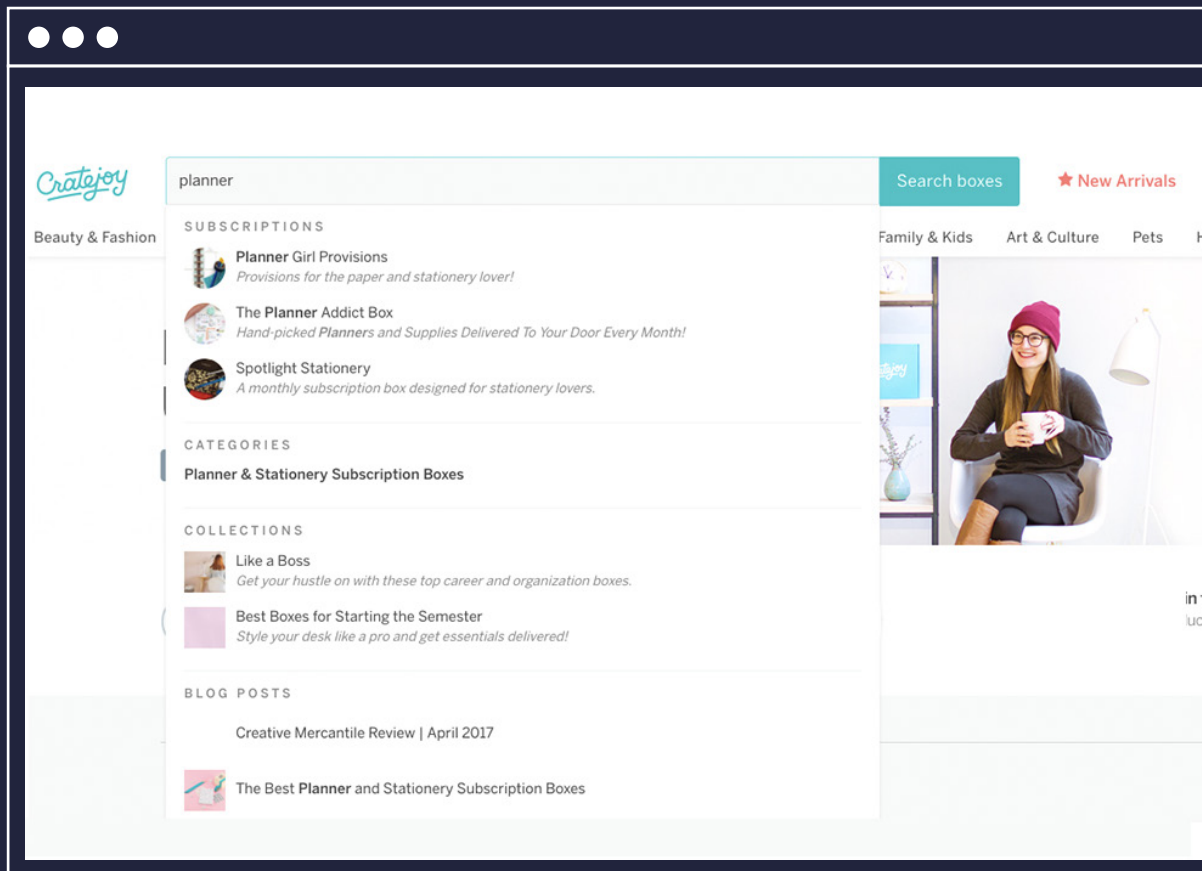 Cratejoy
planner
Search boxes
New Arrivals
Beauty & Fashion
Family & Kids
Art & Culture
Pets
SUBSCRIPTIONS
Planner Girl Provisions
Provisions for the paper and stationery lover!
The Planner Addict Box
Hand-picked Planners and Supplies Delivered To Your Door Every Month!
Spotlight Stationery
A monthly subscription box designed for stationery lovers.
CATEGORIES
Planner & Stationery Subscription Boxes
COLLECTIONS
Like a Boss
Get your hustle on with these top career and organization boxes.
Best Boxes for Starting the Semester
Style your desk like a pro and get essentials delivered!
BLOG POSTS
Creative Mercantile Review | April 2017
The Best Planner and Stationery Subscription Boxes